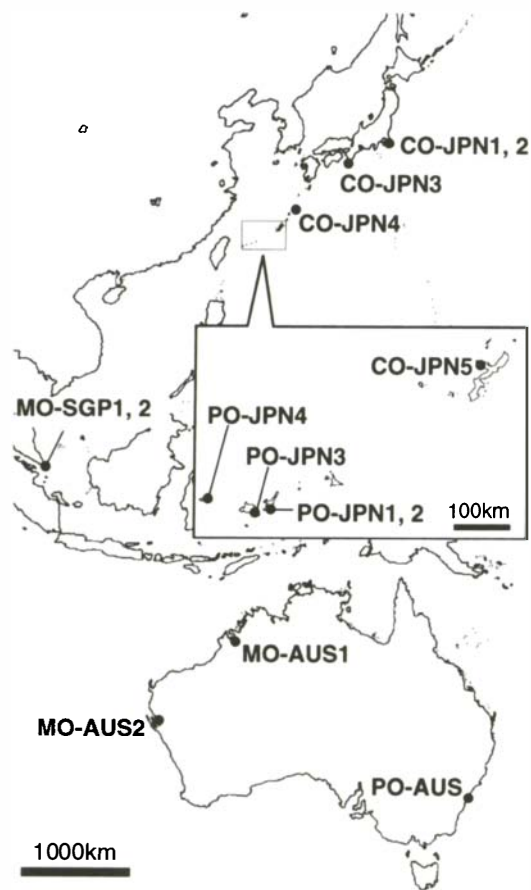 CO-JPN1, 2
CO-JPN3
CO-JPN4
CO-JPN5
MO-SGP1, 2
PO-JPN4
PO-JPN3
PO-JPN1, 2
100km
MO-AUS1
MO-AUS2
PO-AUS
1000km